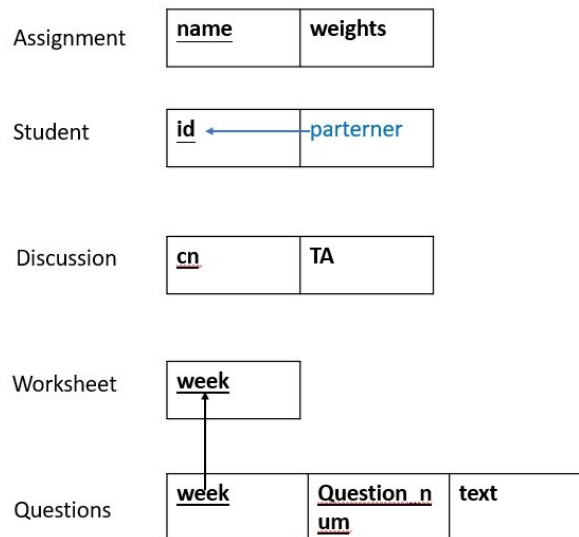 Assignment name weights
Student id parterner
Discussion cn TA
Worksheet week
Questions week Question_n text
um